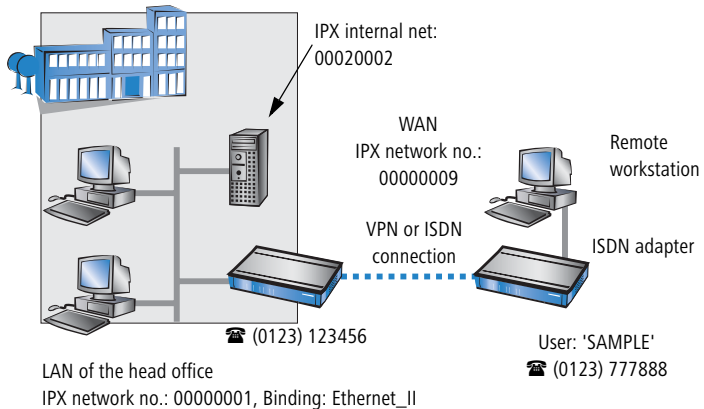 IPX internal net:
00020002
WAN
IPX network no.:
00000009
Remote
workstation
VPN or ISDN
connection
ISDN adapter
☎ (0123) 123456
User: 'SAMPLE'
☎ (0123) 777888
LAN of the head office
IPX network no.: 00000001, Binding: Ethernet_II